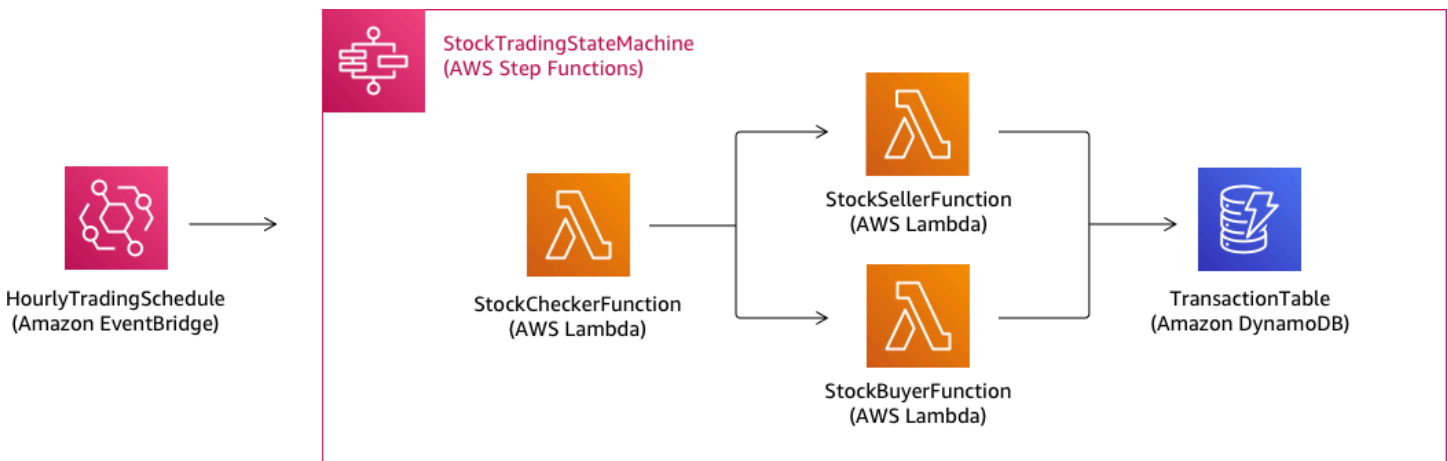 StockTradingStateMachine
(AWS Step Functions)
HourlyTradingSchedule
(Amazon EventBridge)
StockCheckerFunction
(AWS Lambda)
StockSellerFunction
(AWS Lambda)
StockBuyerFunction
(AWS Lambda)
TransactionTable
(Amazon DynamoDB)